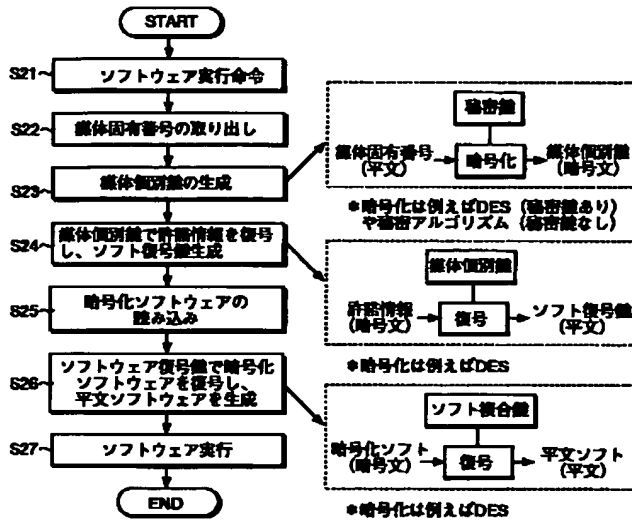 START
S21
ソフトウェア実行命令
S22
媒体固有番号の取り出し
S23
媒体個別鍵の生成
S24
媒体個別鍵で許諾情報を復号
し、ソフト復号鍵生成
S25
暗号化ソフトウェアの
読み込み
S26
ソフトウェア復号鍵で暗号化
ソフトウェアを復号し、
平文ソフトウェアを生成
S27
ソフトウェア実行
END
秘密鍵
媒体固有番号
(平文)
暗号化
媒体個別鍵
(暗号文)
*暗号化は例えばDES(秘密鍵あり)
や秘密アルゴリズム(秘密鍵なし)
媒体個別鍵
許諾情報
(暗号文)
復号
ソフト復号鍵
(平文)
*暗号化は例えばDES
ソフト複合鍵
暗号化ソフト
(暗号文)
復号
平文ソフト
(平文)
*暗号化は例えばDES